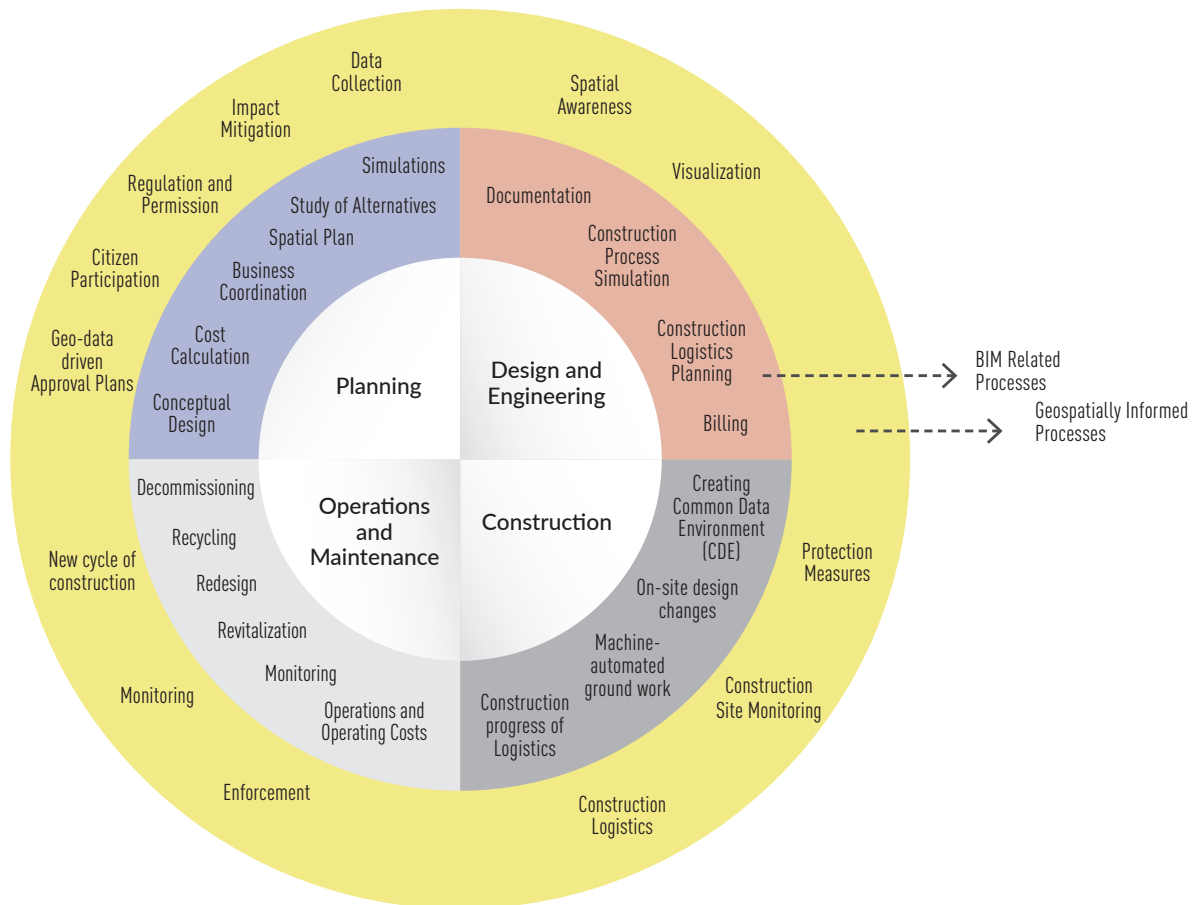 Data
Collection
Impact
Mitigation
Regulation and
Permission
Citizen
Participation
Geo-data
driven
Approval Plans
Spatial
Awareness
Visualization
Simulations
Study of Alternatives
Spatial Plan
Business
Coordination
Cost
Calculation
Conceptual
Design
Documentation
Construction
Process
Simulation
Construction
Logistics
Planning
Billing
Planning
Design and
Engineering
BIM Related
Processes
Geospatially Informed
Processes
Operations
and
Maintenance
Construction
Decommissioning
Recycling
Redesign
Revitalization
Monitoring
Operations and
Operating Costs
Creating
Common Data
Environment
(CDE)
On-site design
changes
Machine-
automated
ground work
Construction
progress of
Logistics
New cycle of
construction
Monitoring
Enforcement
Protection
Measures
Construction
Site Monitoring
Construction
Logistics